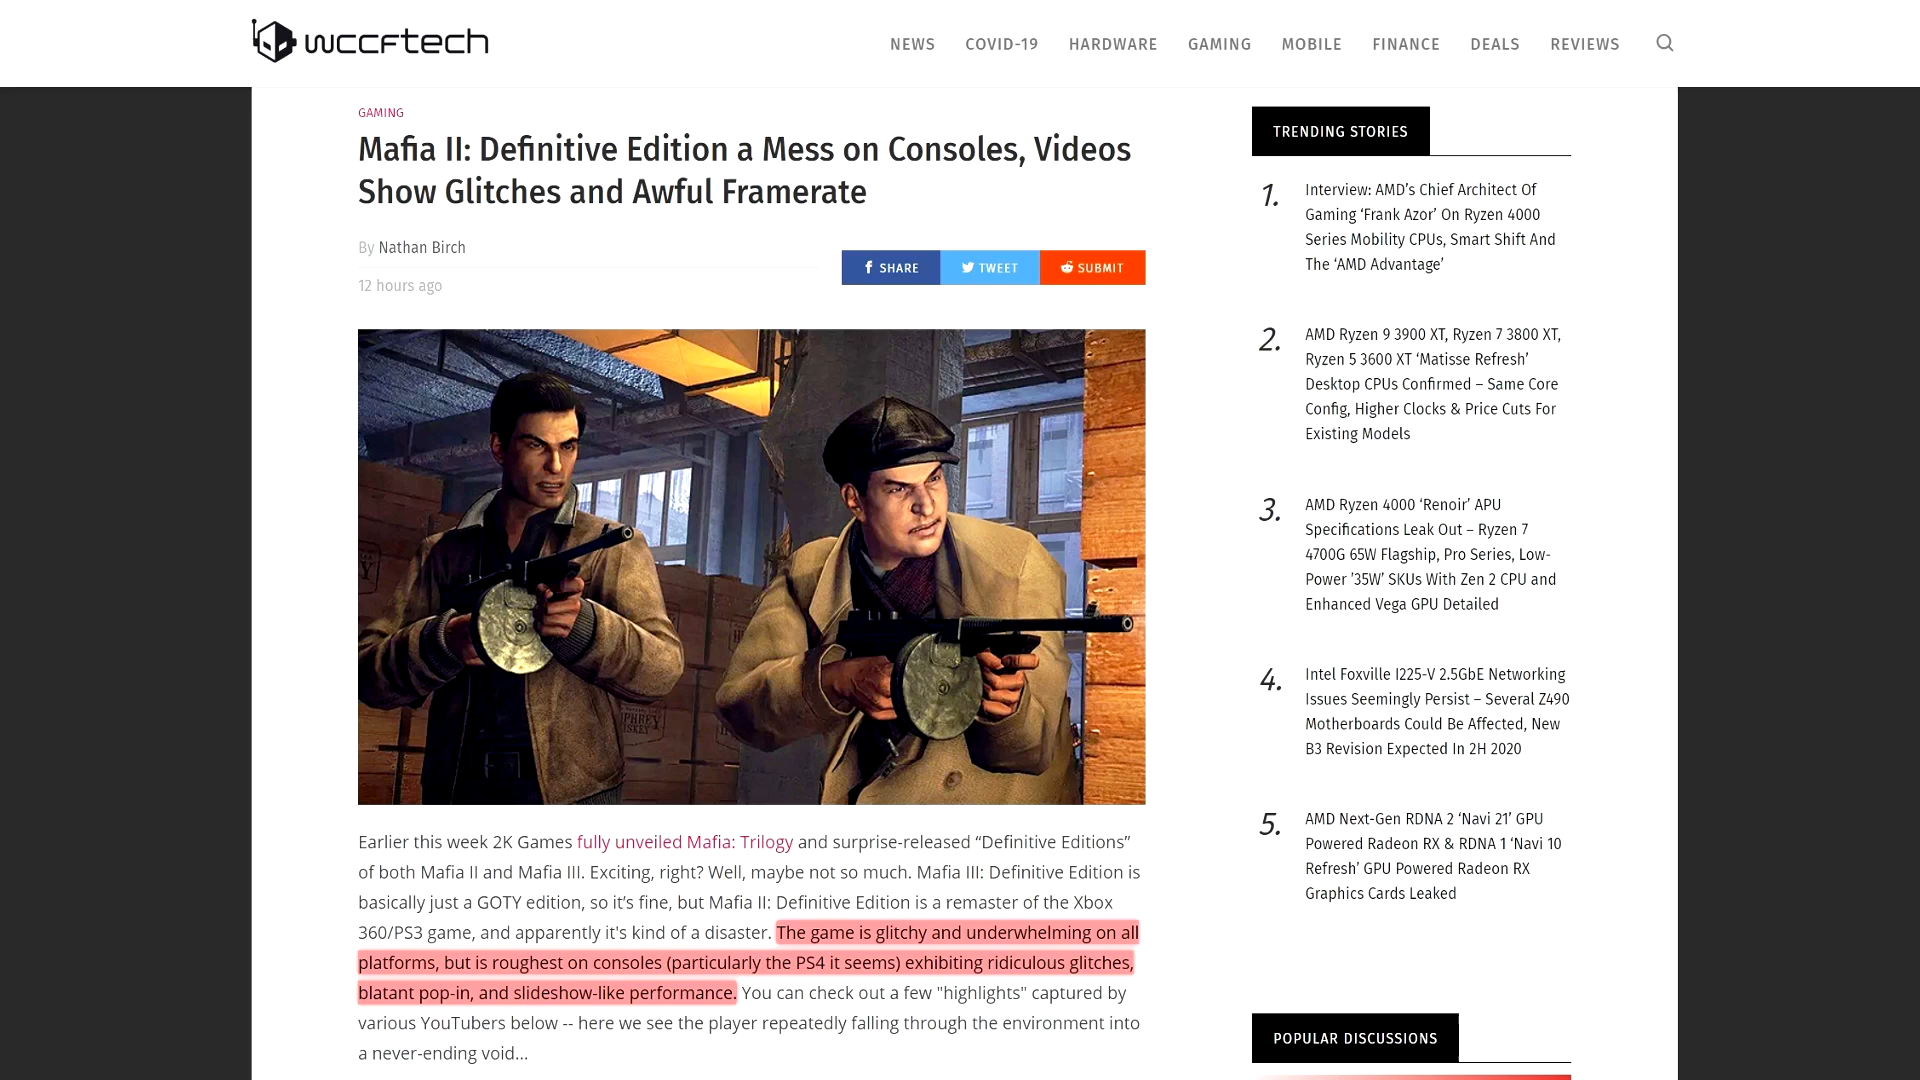 wccFtech
NEWS COVID-19 HARDWARE GAMING MOBILE FINANCE DEALS REVIEWS
GAMING
Mafia II: Definitive Edition a Mess on Consoles, Videos
Show Glitches and Awful Framerate
By Nathan Birch
12 hours ago
SHARE TWEET SUBMIT
Earlier this week 2K Games fully unveiled Mafia: Trilogy and surprise-released “Definitive Editions”
of both Mafia II and Mafia III. Exciting, right? Well, maybe not so much. Mafia III: Definitive Edition is
basically just a GOTY edition, so it’s fine, but Mafia II: Definitive Edition is a remaster of the Xbox
360/PS3 game, and apparently it's kind of a disaster. The game is glitchy and underwhelming on all
platforms, but is roughest on consoles (particularly the PS4 it seems) exhibiting ridiculous glitches,
blatant pop-in, and slideshow-like performance. You can check out a few "highlights" captured by
various YouTubers below -- here we see the player repeatedly falling through the environment into
a never-ending void...
TRENDING STORIES
1. Interview: AMD’s Chief Architect Of
Gaming ‘Frank Azor’ On Ryzen 4000
Series Mobility CPUs, Smart Shift And
The ‘AMD Advantage’
2. AMD Ryzen 9 3900 XT, Ryzen 7 3800 XT,
Ryzen 5 3600 XT ‘Matisse Refresh’
Desktop CPUs Confirmed – Same Core
Config, Higher Clocks & Price Cuts For
Existing Models
3. AMD Ryzen 4000 ‘Renoir’ APU
Specifications Leak Out – Ryzen 7
4700G 65W Flagship, Pro Series, Low-
Power ’35W’ SKUs With Zen 2 CPU and
Enhanced Vega GPU Detailed
4. Intel Foxville I225-V 2.5GbE Networking
Issues Seemingly Persist – Several Z490
Motherboards Could Be Affected, New
B3 Revision Expected In 2H 2020
5. AMD Next-Gen RDNA 2 ‘Navi 21’ GPU
Powered Radeon RX & RDNA 1 ‘Navi 10
Refresh’ GPU Powered Radeon RX
Graphics Cards Leaked
POPULAR DISCUSSIONS